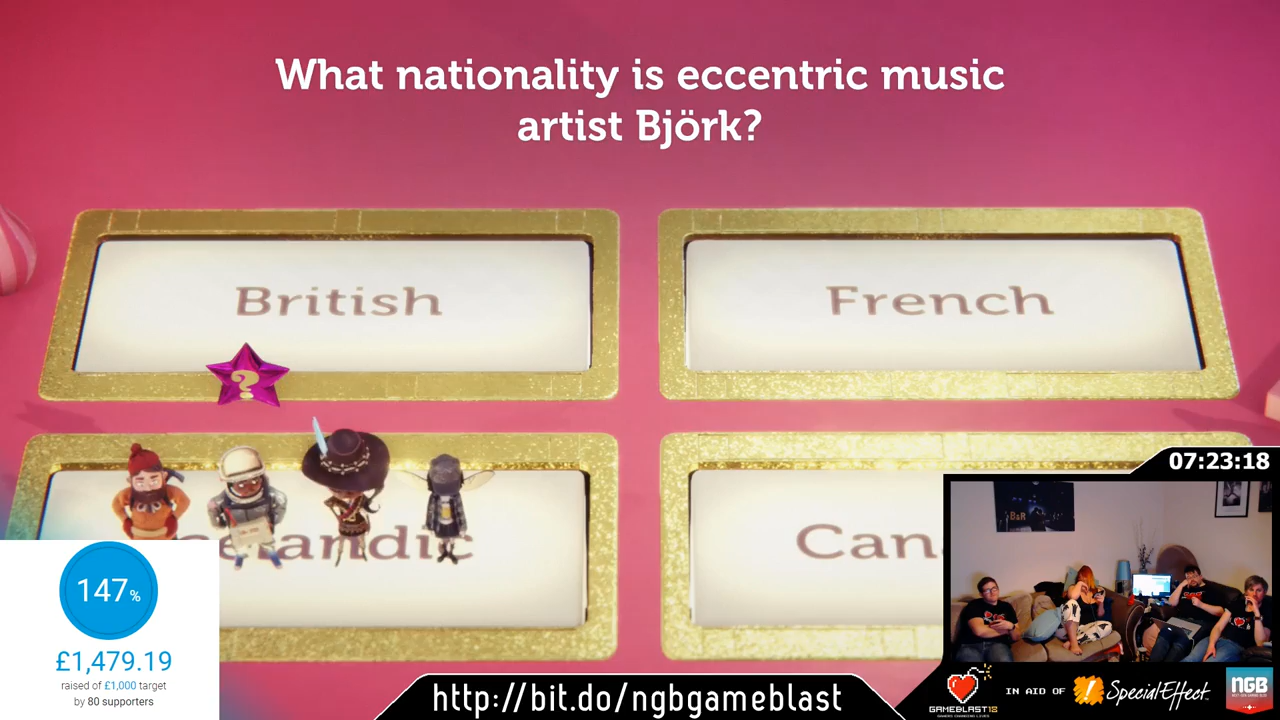 What nationality is eccentric music
artist Björk?
British
French
?
elandic
Can
07:23:18
B&R
147%
£1,479.19
raised of £1,000 target
by 80 supporters
http://bit.do/ngbgameblast
GAMEBLAST18
IN AID OF
SpecialEffect
NGB